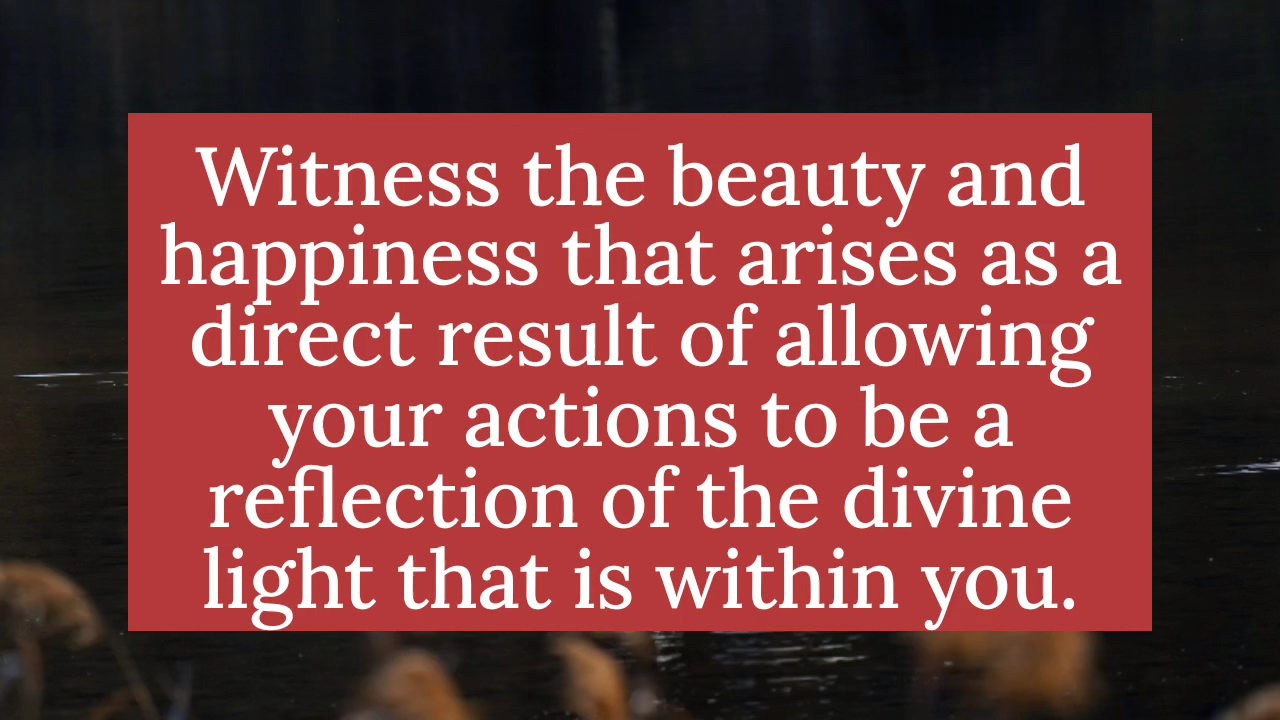 Witness the beauty and
happiness that arises as a
direct result of allowing
your actions to be a
reflection of the divine
light that is within you.